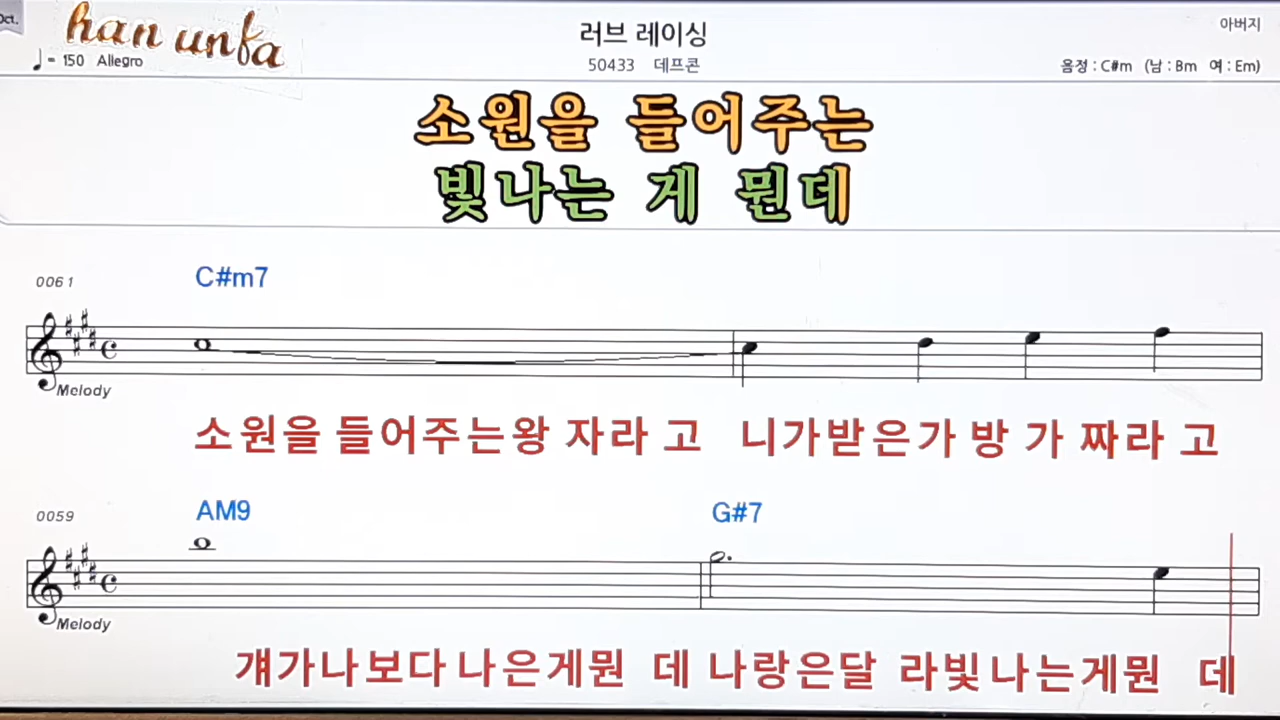 Oct.
han unfa
♩= 150 Allegro
러브 레이싱
50433 데프콘
아버지
음정 : C#m (남 : Bm 여 : Em)
소원을 들어주는
빛나는 게 뭔데
0061
C#m7
Melody
소원을 들어주는왕 자라 고 니가받은가 방 가 짜라 고
0059
AM9 G#7
Melody
걔가나보다나은게뭔 데 나랑은달 라빛나는게뭔 데